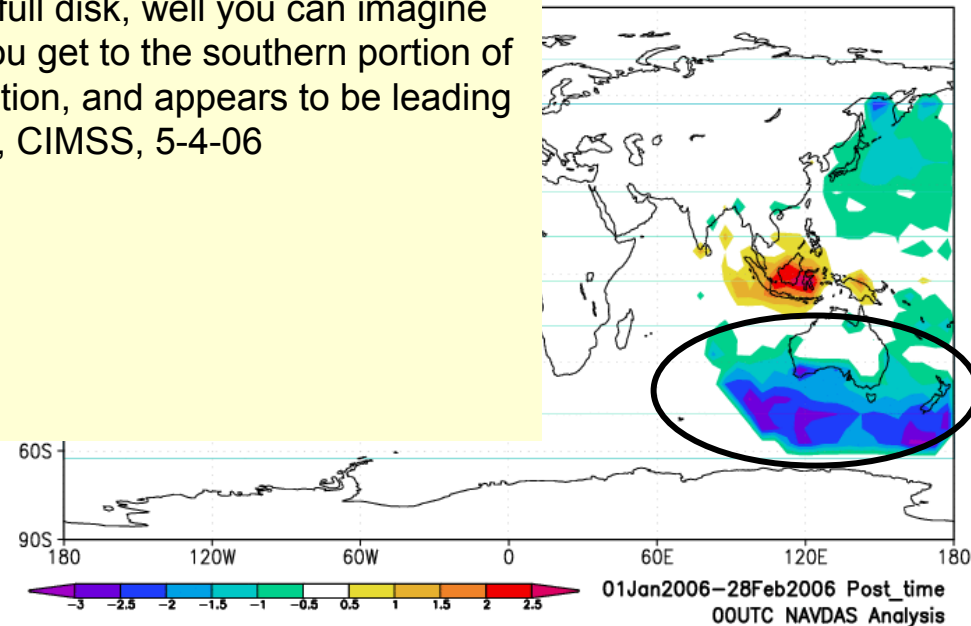 full disk, well you can imagine
ou get to the southern portion of
tion, and appears to be leading
, CIMSS, 5-4-06
60S
90S
180 120W 60W 0 60E 120E 180
-3 -2.5 -2 -1.5 -1 -0.5 0.5 1 1.5 2 2.5
01Jan2006-28Feb2006 Post_time
00UTC NAVDAS Analysis